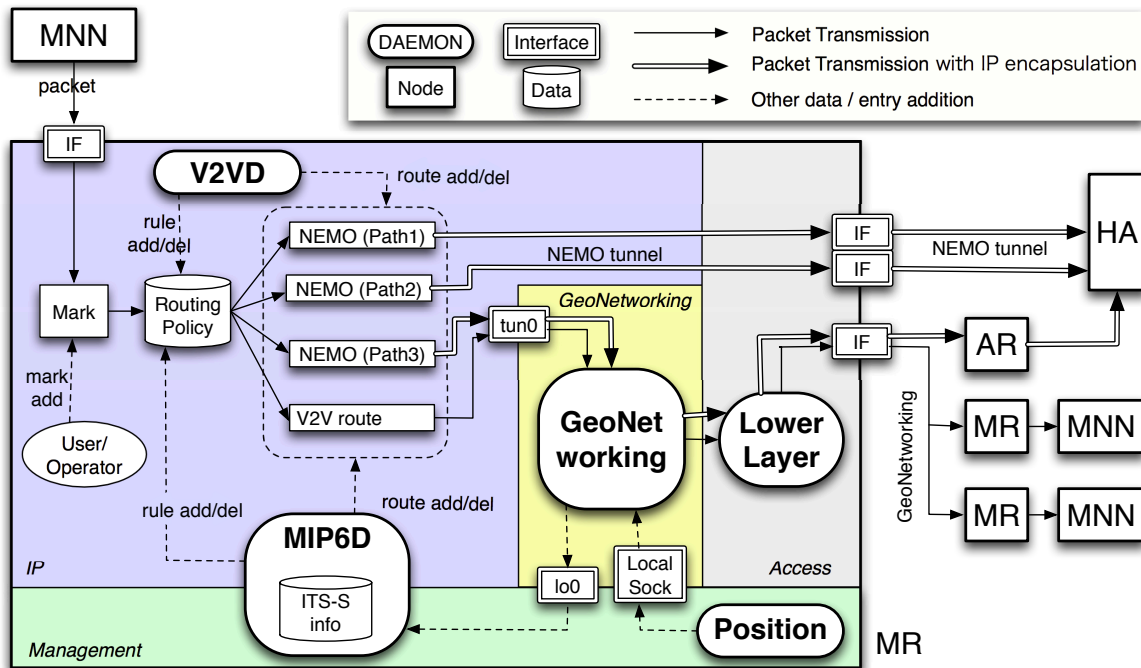 MNN
packet
DAEMON
Interface
Node
Data
Packet Transmission
Packet Transmission with IP encapsulation
Other data / entry addition
IF
V2VD
route add/del
rule
add/del
NEMO (Path1)
NEMO (Path2)
NEMO (Path3)
V2V route
Mark
Routing
Policy
mark
add
User/
Operator
NEMO tunnel
GeoNetworking
tun0
IF
IF
IF
NEMO tunnel
HA
AR
GeoNet
working
Lower
Layer
GeoNetworking
MR
MNN
MR
MNN
rule add/del
route add/del
MIP6D
ITS-S
info
IP
lo0
Local
Sock
Access
Position
Management
MR